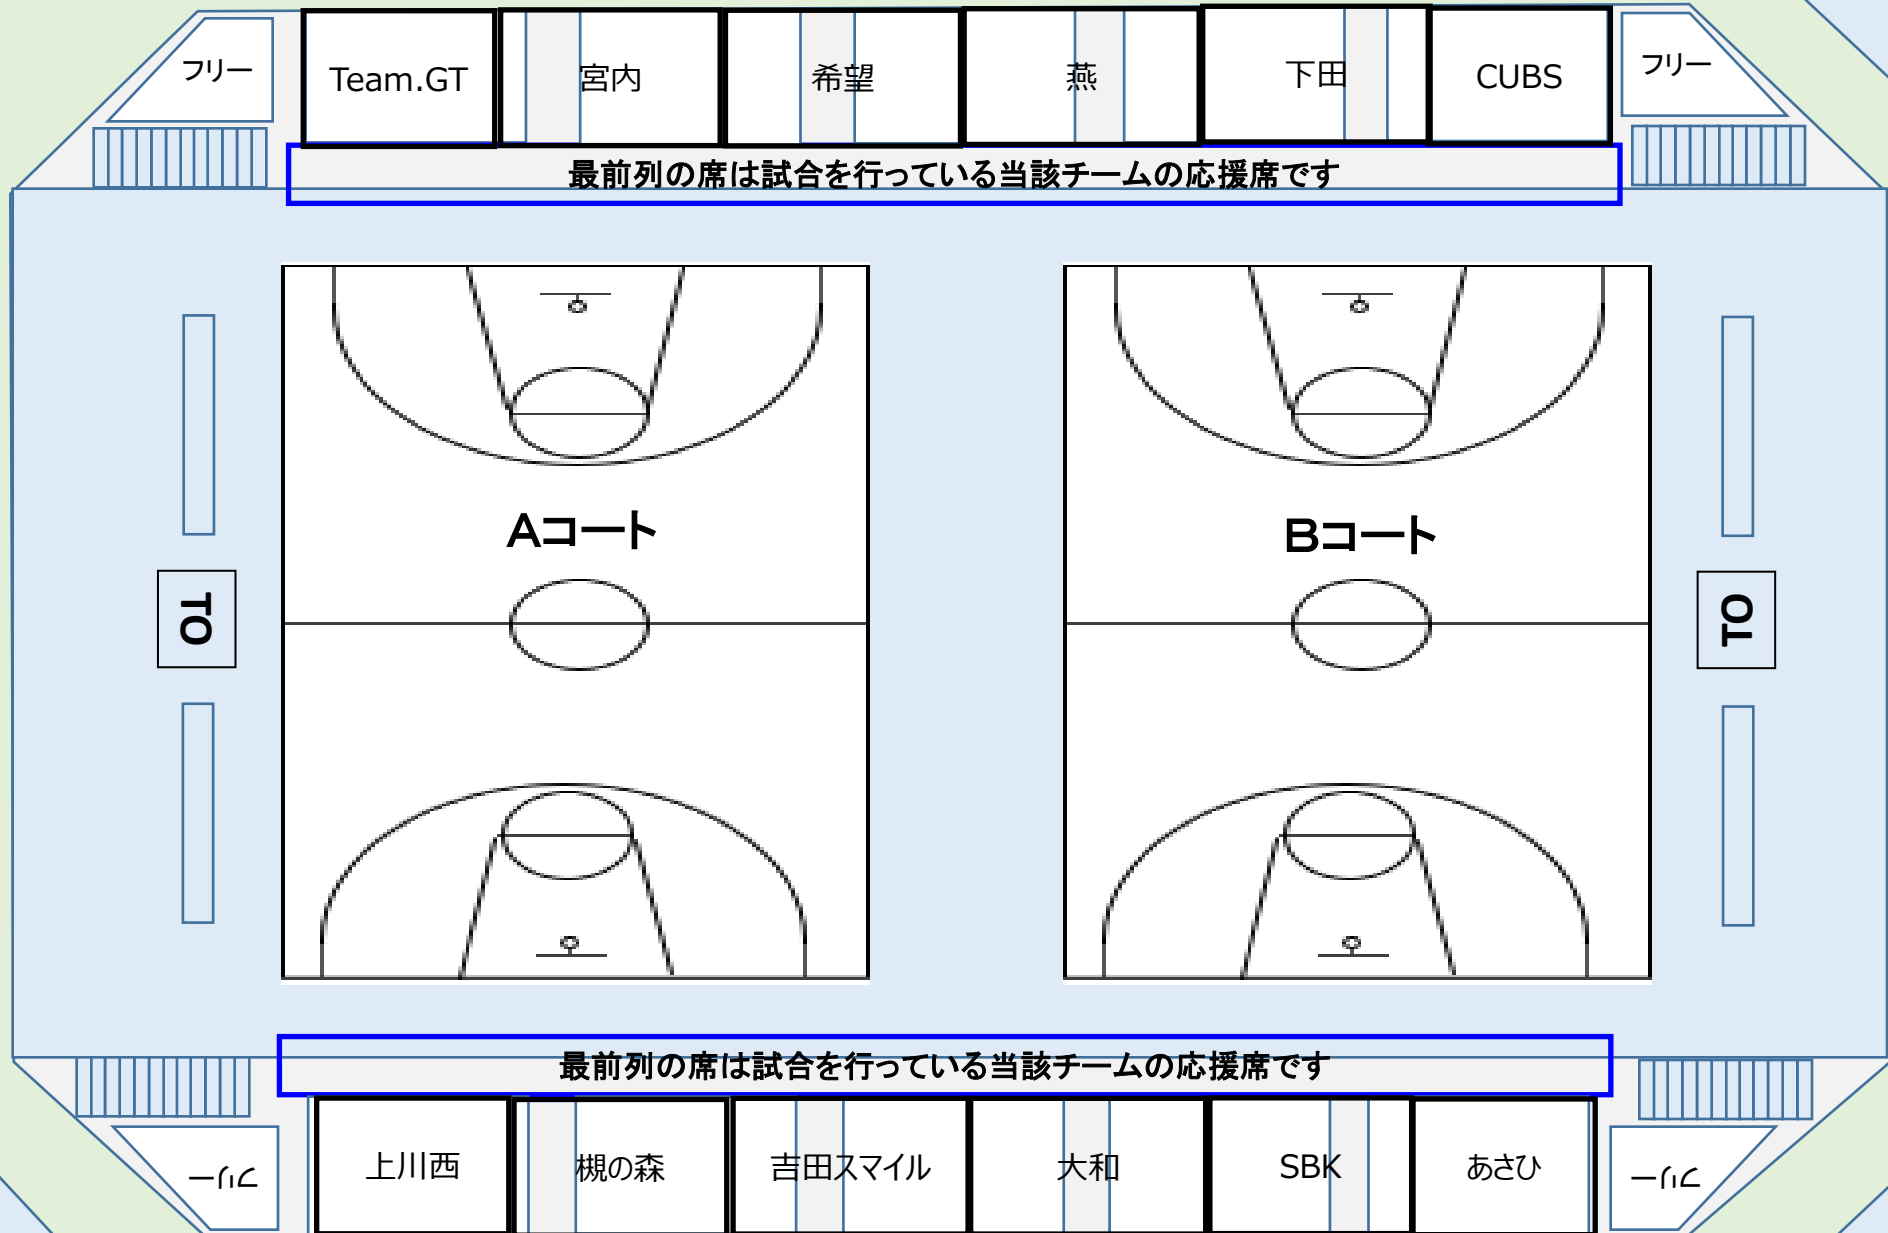 フリー
Team.GT
宮内
希望
燕
下田
CUBS
フリー
最前列の席は試合を行っている当該チームの応援席です
Aコート
Bコート
TO
TO
最前列の席は試合を行っている当該チームの応援席です
フリー
上川西
槻の森
吉田スマイル
大和
SBK
あさひ
フリー